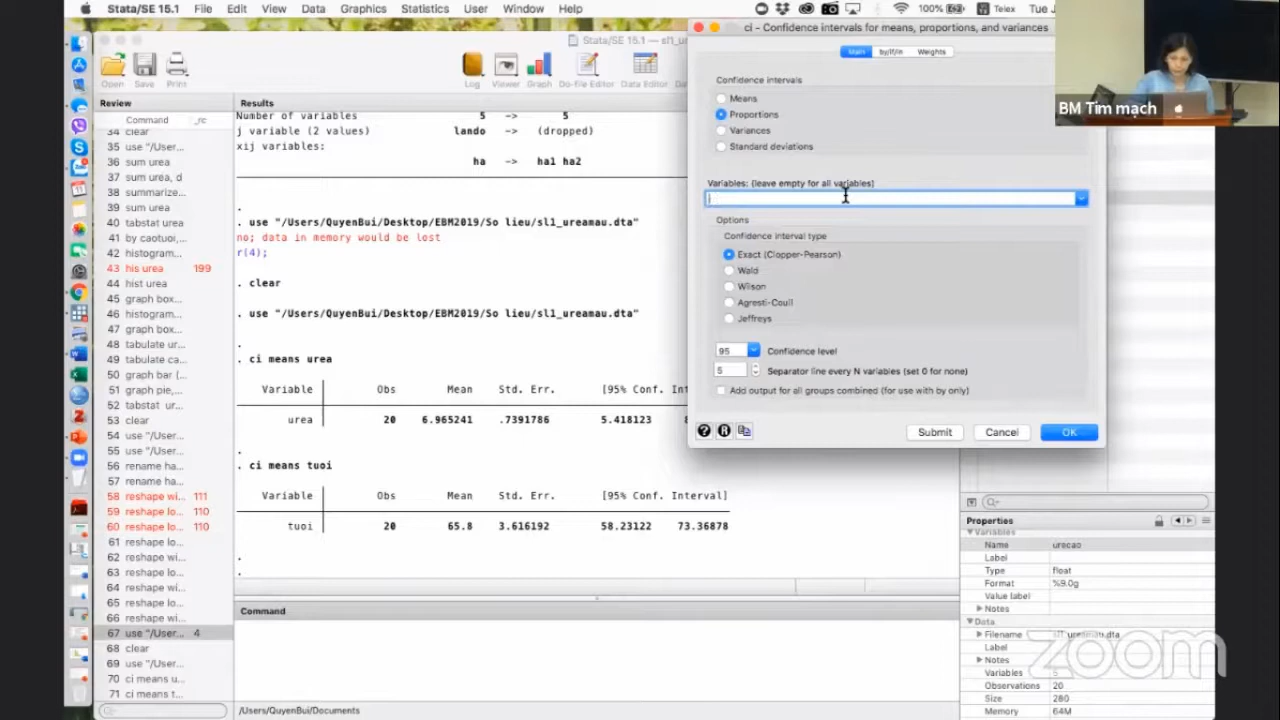 Stata/SE 15.1 File Edit View Data Graphics Statistics User Window Help 100% Telex Tue J
Stata/SE 15.1 — sl1_u
Open Save Print Log Viewer Graph Do-file Editor Data Editor Da
Review
Command _rc
34 clear
35 use "/User...
36 sum urea
37 sum urea, d
38 summarize...
39 sum urea
40 tabstat urea
41 by caotuoi,...
42 histogram...
43 his urea 199
44 hist urea
45 graph box...
46 histogram...
47 graph box...
48 tabulate ur...
49 tabulate ca...
50 graph bar (...
51 graph pie,...
52 tabstat ur...
53 clear
54 use "/User...
55 use "/User...
56 rename ha...
57 rename ha...
58 reshape wi... 111
59 reshape lo... 110
60 reshape lo... 110
61 reshape lo...
62 reshape wi...
63 reshape lo...
64 reshape wi...
65 reshape lo...
66 reshape wi...
67 use "/User... 4
68 clear
69 use "/User...
70 ci means u...
71 ci means t...
Results
Number of variables 5 -> 5
j variable (2 values) lando -> (dropped)
xij variables:
ha -> ha1 ha2
.
. use "/Users/QuyenBui/Desktop/EBM2019/So lieu/sl1_ureamau.dta"
no; data in memory would be lost
r(4);
. clear
. use "/Users/QuyenBui/Desktop/EBM2019/So lieu/sl1_ureamau.dta"
.
. ci means urea
Variable Obs Mean Std. Err. [95% Conf. Int
urea 20 6.965241 .7391786 5.418123
.
. ci means tuoi
Variable Obs Mean Std. Err. [95% Conf. Interval]
tuoi 20 65.8 3.616192 58.23122 73.36878
.
.
Command
/Users/QuyenBui/Documents
ci - Confidence intervals for means, proportions, and variances
Main by/if/in Weights
Confidence intervals
Means
Proportions
Variances
Standard deviations
Variables: (leave empty for all variables)
Options
Confidence interval type
Exact (Clopper-Pearson)
Wald
Wilson
Agresti-Coull
Jeffreys
95 Confidence level
5 Separator line every N variables (set 0 for none)
Add output for all groups combined (for use with by only)
? R Submit Cancel OK
BM Tim mach
Properties
Variables
Name urecao
Label
Type float
Format %9.0g
Value label
Notes
Data
Filename sl1_ureamau.dta
Label
Notes
Variables 5
Observations 20
Size 280
Memory 64M
zoom